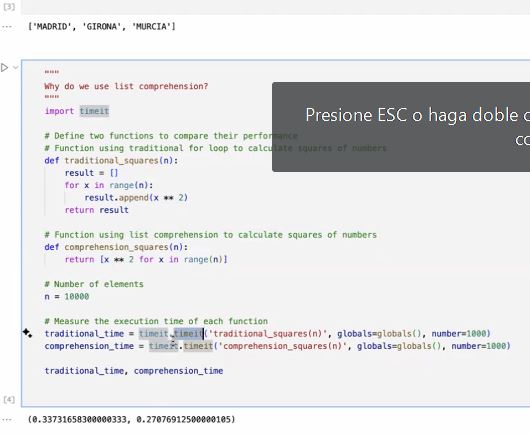 [3]
['MADRID', 'GIRONA', 'MURCIA']
"""
Why do we use list comprehension?
"""
import timeit
Presione ESC o haga doble
# Define two functions to compare their performance
# Function using traditional for loop to calculate squares of numbers
def traditional_squares(n):
    result = []
    for x in range(n):
        result.append(x ** 2)
    return result
# Function using list comprehension to calculate squares of numbers
def comprehension_squares(n):
    return [x ** 2 for x in range(n)]
# Number of elements
n = 10000
# Measure the execution time of each function
traditional_time = timeit.timeit('traditional_squares(n)', globals=globals(), number=1000)
comprehension_time = timeit.timeit('comprehension_squares(n)', globals=globals(), number=1000)
traditional_time, comprehension_time
[4]
(0.33731658300000333, 0.27076912500000105)